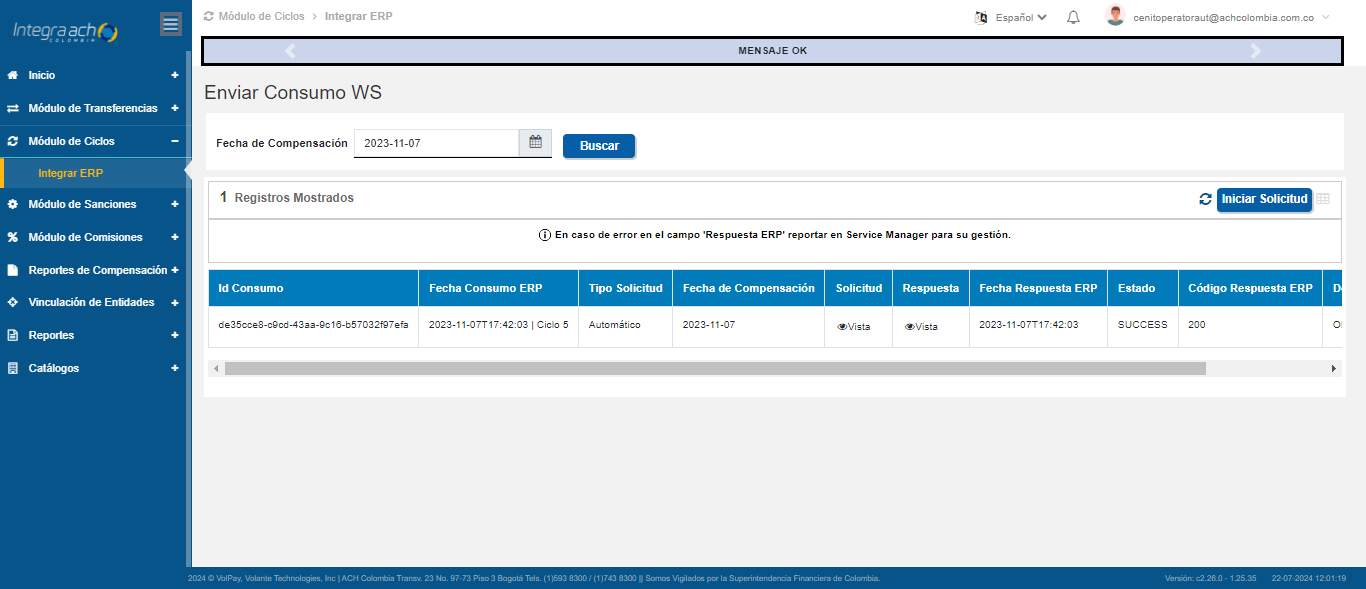 Integra ach
COLOMBIA
Módulo de Ciclos > Integrar ERP
Español
cenitoperatoraut@achcolombia.com.co
MENSAJE OK
Inicio +
Módulo de Transferencias +
Módulo de Ciclos −
Integrar ERP
Módulo de Sanciones +
Módulo de Comisiones +
Reportes de Compensación +
Vinculación de Entidades +
Reportes +
Catálogos +
Enviar Consumo WS
Fecha de Compensación 2023-11-07 Buscar
1 Registros Mostrados Iniciar Solicitud
En caso de error en el campo 'Respuesta ERP' reportar en Service Manager para su gestión.
Id Consumo Fecha Consumo ERP Tipo Solicitud Fecha de Compensación Solicitud Respuesta Fecha Respuesta ERP Estado Código Respuesta ERP
de35cce8-c9cd-43aa-9c16-b57032f97efa 2023-11-07T17:42:03 | Ciclo 5 Automático 2023-11-07 Vista Vista 2023-11-07T17:42:03 SUCCESS 200
2024 © VolPay, Volante Technologies, Inc | ACH Colombia Transv. 23 No. 97-73 Piso 3 Bogotá Tels. (1)593 8300 / (1)743 8300 || Somos Vigilados por la Superintendencia Financiera de Colombia. Versión: c2.26.0 - 1.25.35 22-07-2024 12:01:19